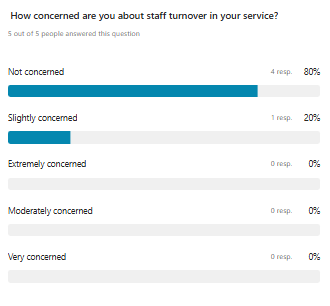 How concerned are you about staff turnover in your service?
5 out of 5 people answered this question
Not concerned 4 resp. 80%
Slightly concerned 1 resp. 20%
Extremely concerned 0 resp. 0%
Moderately concerned 0 resp. 0%
Very concerned 0 resp. 0%